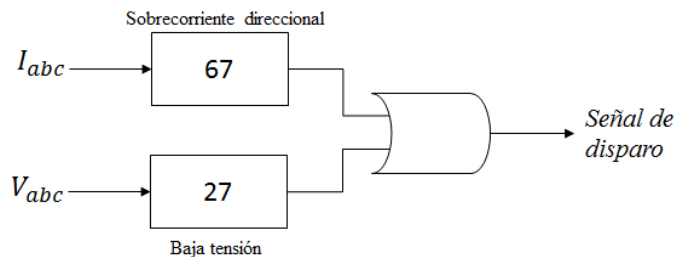 Sobrecorriente direccional
I_abc
67
Señal de
disparo
V_abc
27
Baja tensión